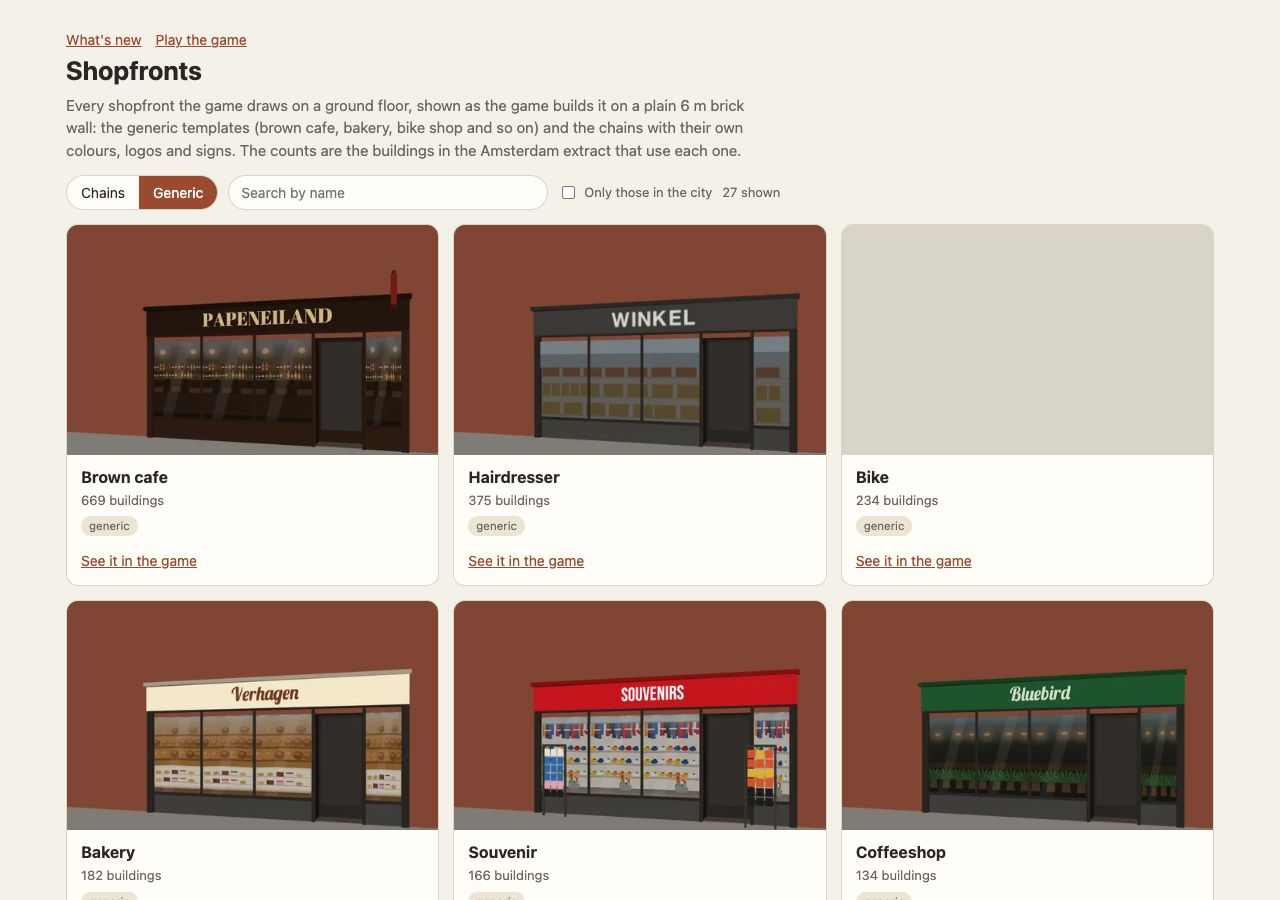 What's new Play the game
Shopfronts
Every shopfront the game draws on a ground floor, shown as the game builds it on a plain 6 m brick
wall: the generic templates (brown cafe, bakery, bike shop and so on) and the chains with their own
colours, logos and signs. The counts are the buildings in the Amsterdam extract that use each one.
Chains Generic Search by name Only those in the city 27 shown
PAPENEILAND
WINKEL
Brown cafe
669 buildings
generic
See it in the game
Hairdresser
375 buildings
generic
See it in the game
Bike
234 buildings
generic
See it in the game
Verhagen
SOUVENIRS
Bluebird
Bakery
182 buildings
Souvenir
166 buildings
Coffeeshop
134 buildings